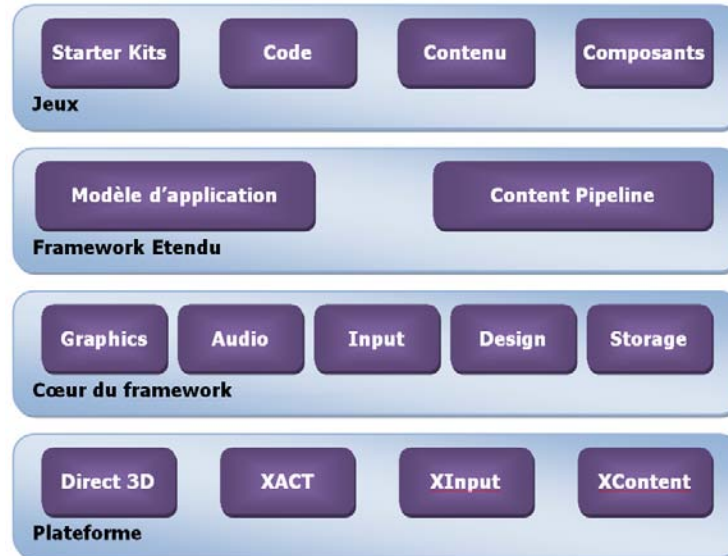 Starter Kits Code Contenu Composants
Jeux
Modèle d'application Content Pipeline
Framework Etendu
Graphics Audio Input Design Storage
Cœur du framework
Direct 3D XACT XInput XContent
Plateforme